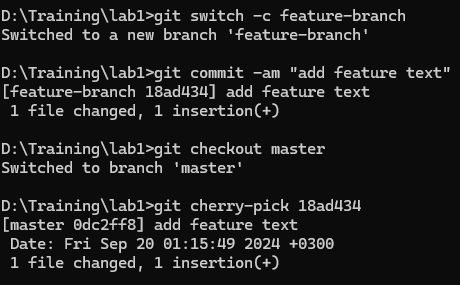 D:\Training\lab1>git switch -c feature-branch
Switched to a new branch 'feature-branch'
D:\Training\lab1>git commit -am "add feature text"
[feature-branch 18ad434] add feature text
 1 file changed, 1 insertion(+)
D:\Training\lab1>git checkout master
Switched to branch 'master'
D:\Training\lab1>git cherry-pick 18ad434
[master 0dc2ff8] add feature text
 Date: Fri Sep 20 01:15:49 2024 +0300
 1 file changed, 1 insertion(+)